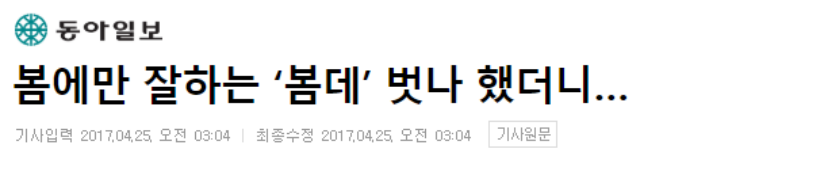 동아일보
봄에만 잘하는 ‘봄데’ 벗나 했더니…
기사입력 2017.04.25. 오전 03:04 | 최종수정 2017.04.25. 오전 03:04 기사원문